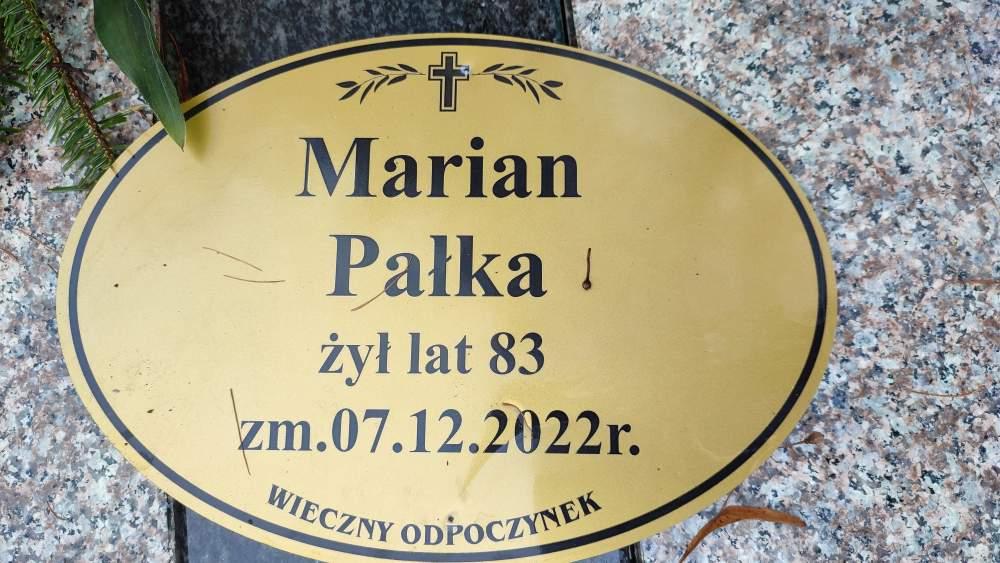 Marian
Pałka
żył lat 83
zm.07.12.2022r.
WIECZNY ODPOCZYNEK